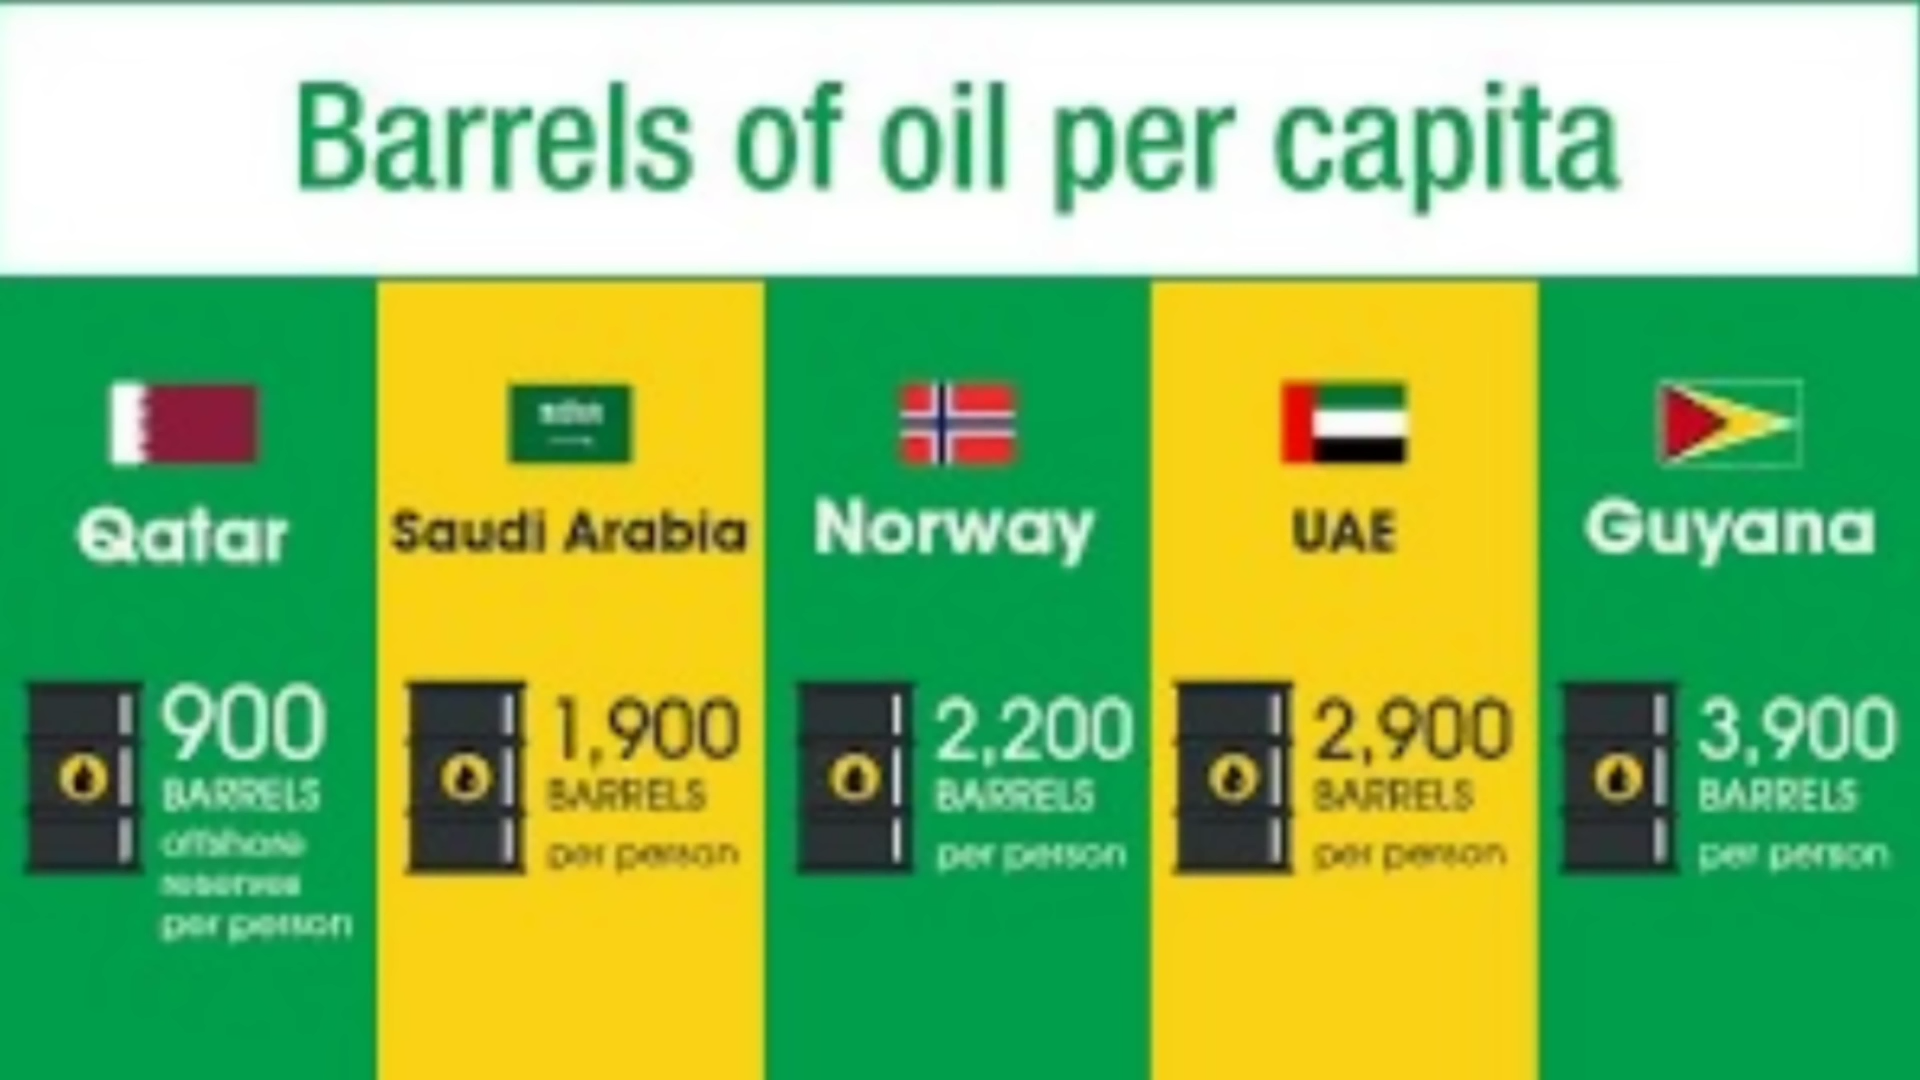 Barrels of oil per capita
Qatar
900
BARRELS
offshore
reserves
per person
Saudi Arabia
1,900
BARRELS
per person
Norway
2,200
BARRELS
per person
UAE
2,900
BARRELS
per person
Guyana
3,900
BARRELS
per person